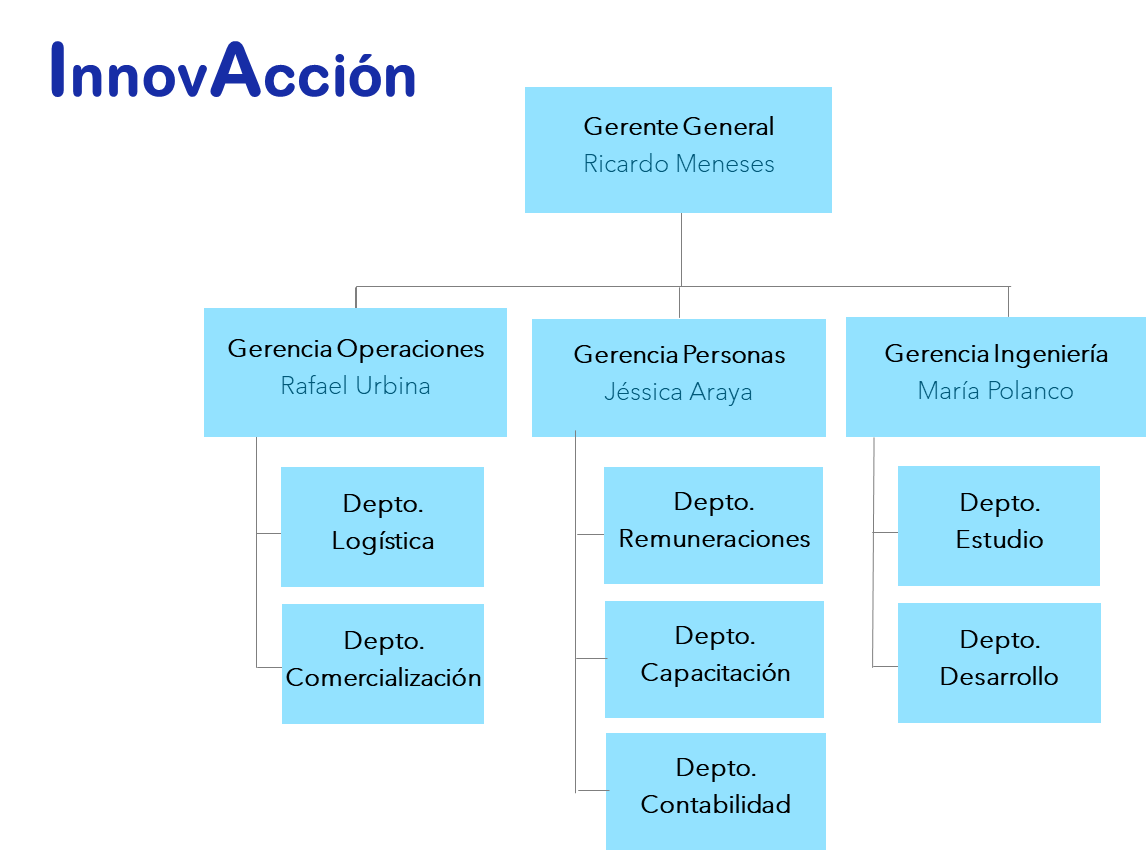 InnovAcción
Gerente General
Ricardo Meneses
Gerencia Operaciones
Rafael Urbina
Gerencia Personas
Jéssica Araya
Gerencia Ingeniería
María Polanco
Depto.
Logística
Depto.
Comercialización
Depto.
Remuneraciones
Depto.
Capacitación
Depto.
Contabilidad
Depto.
Estudio
Depto.
Desarrollo